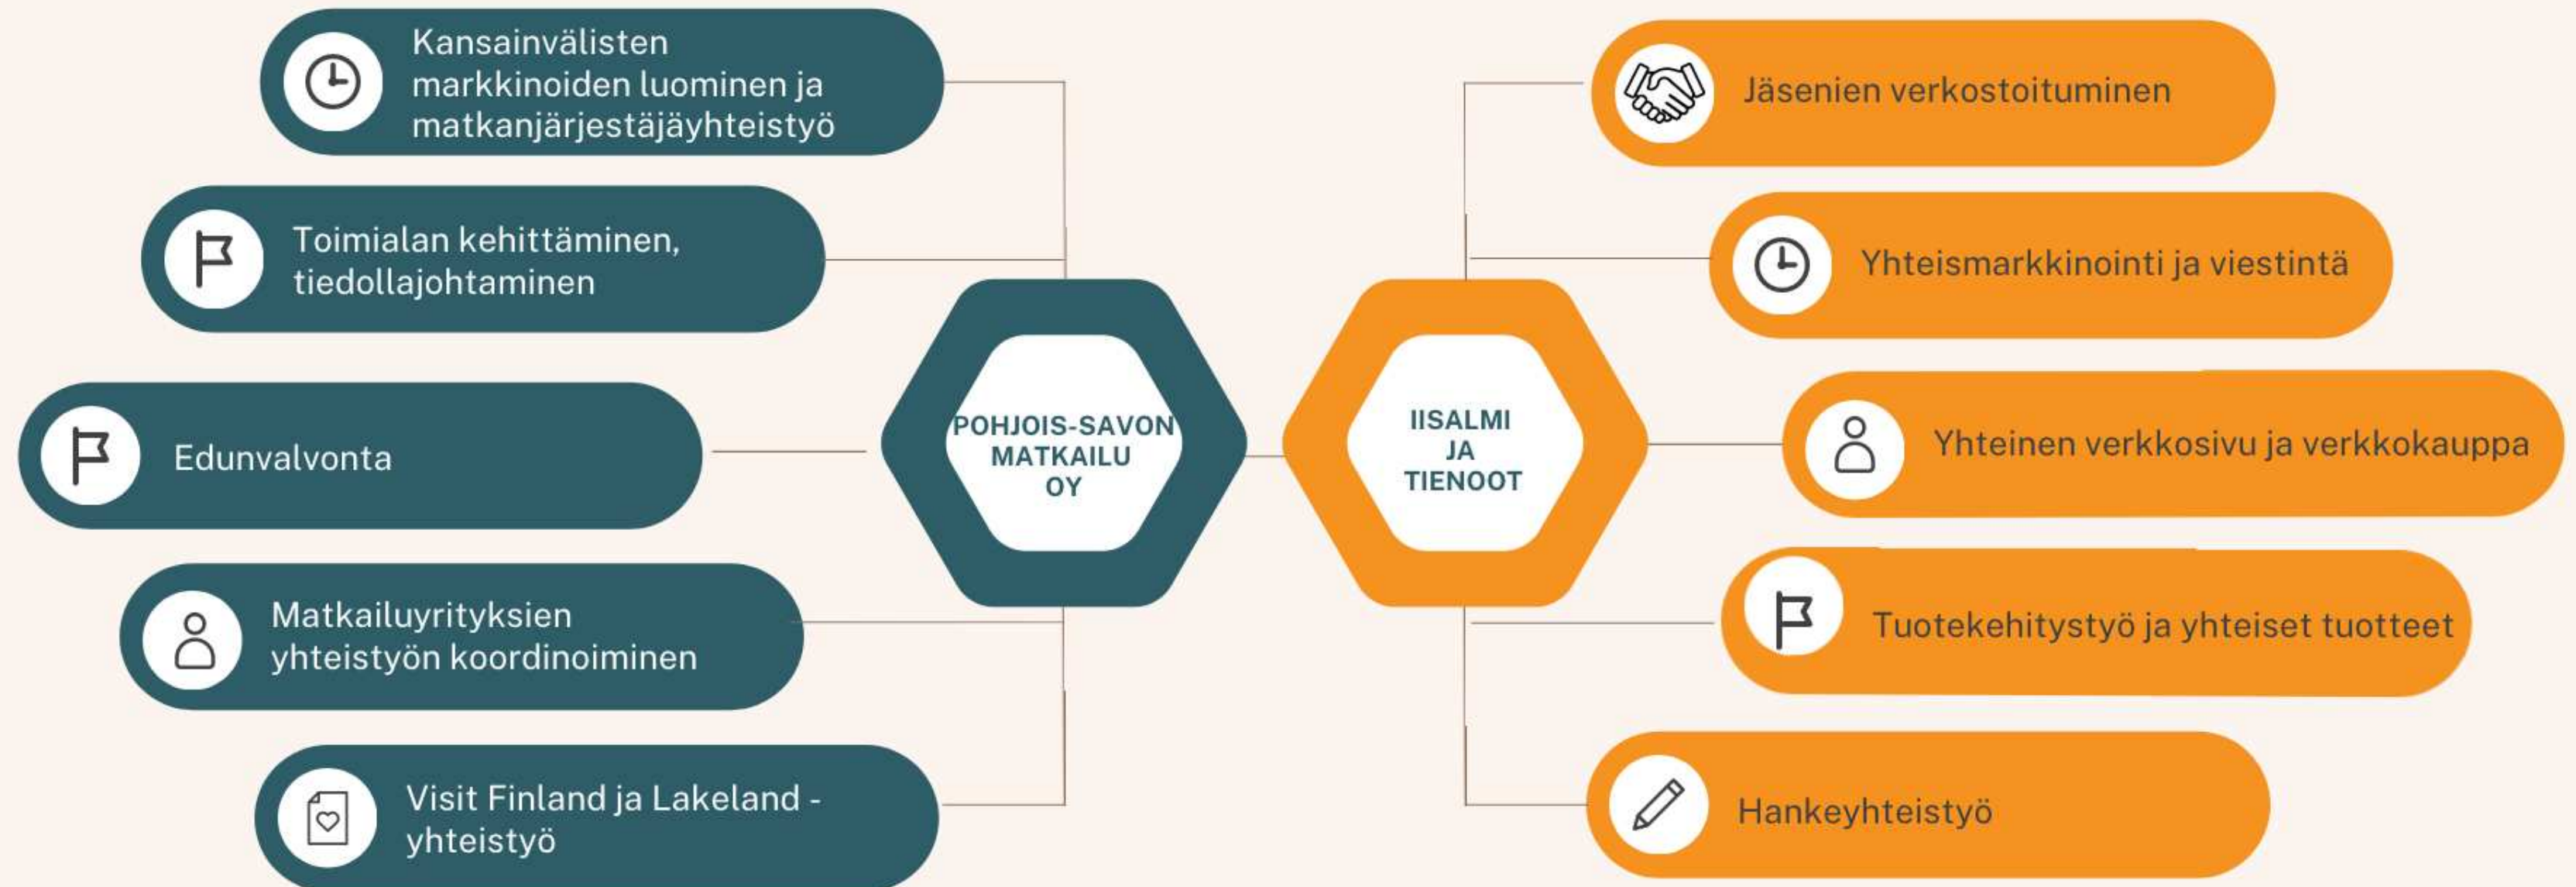 Kansainvälisten
markkinoiden luominen ja
matkanjärjestäjäyhteistyö
Toimialan kehittäminen,
tiedollajohtaminen
Edunvalvonta
Matkailuyrityksien
yhteistyön koordinoiminen
Visit Finland ja Lakeland -
yhteistyö
POHJOIS-SAVON
MATKAILU
OY
IISALMI
JA
TIENOOT
Jäsenien verkostoituminen
Yhteismarkkinointi ja viestintä
Yhteinen verkkosivu ja verkkokauppa
Tuotekehitystyö ja yhteiset tuotteet
Hankeyhteistyö